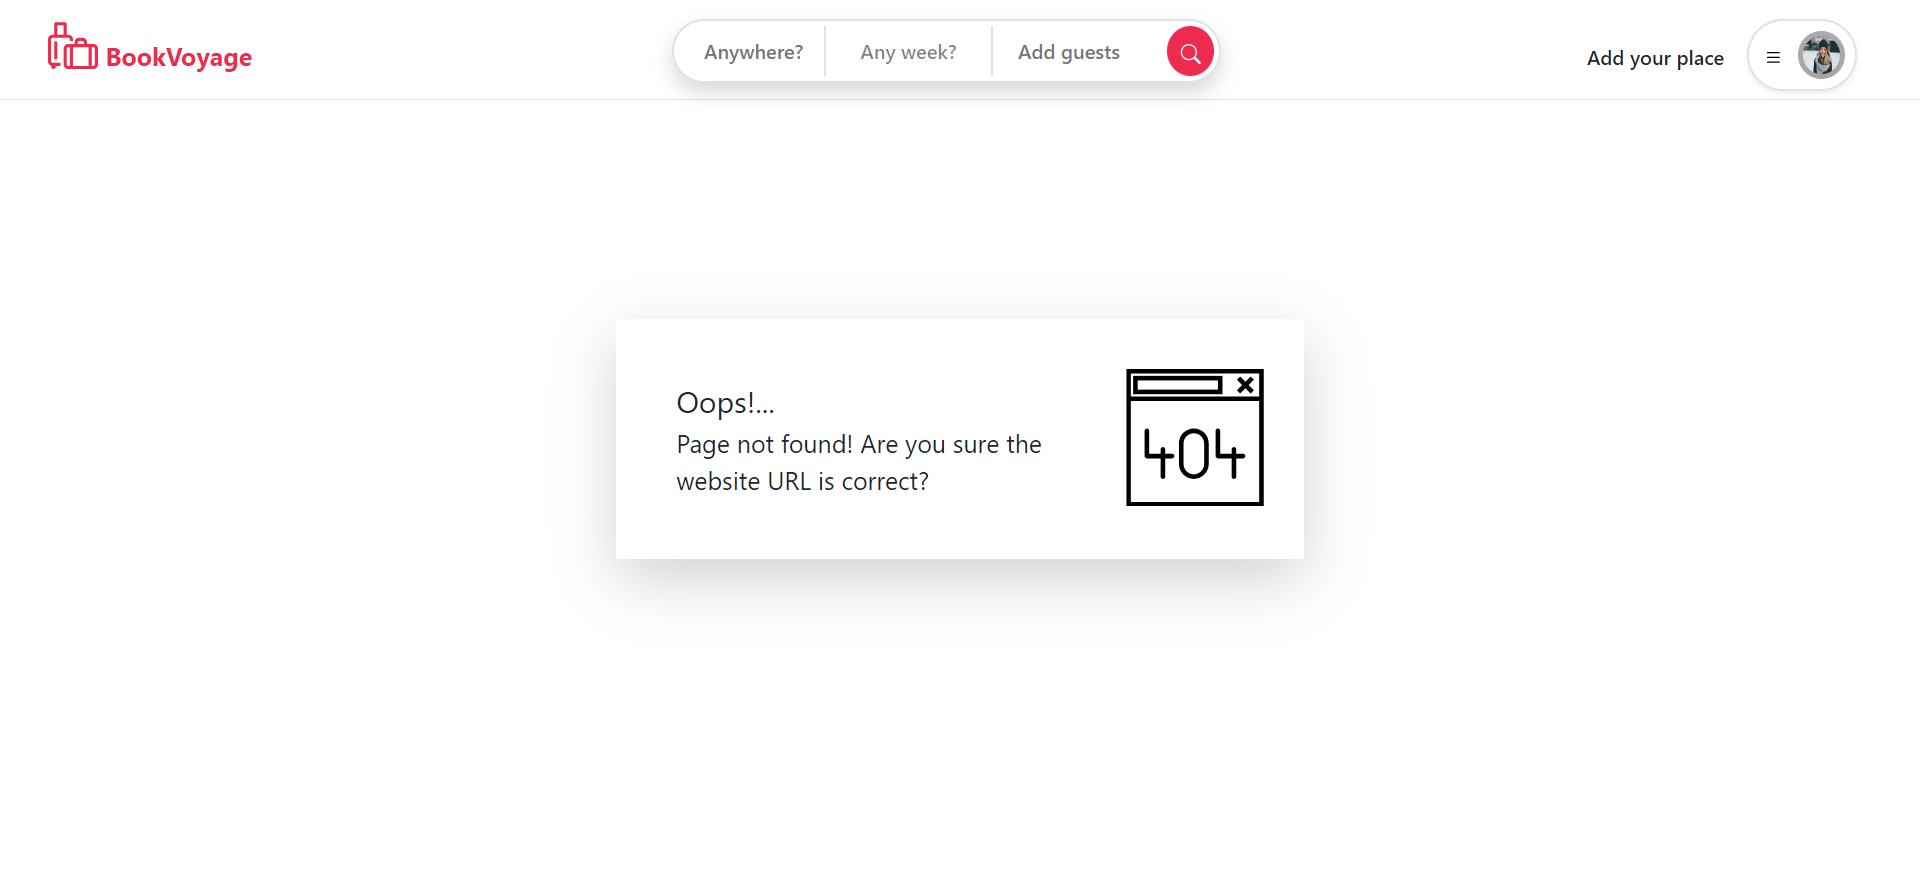 BookVoyage
Anywhere?
Any week?
Add guests
Add your place
Oops!...
Page not found! Are you sure the
website URL is correct?
404